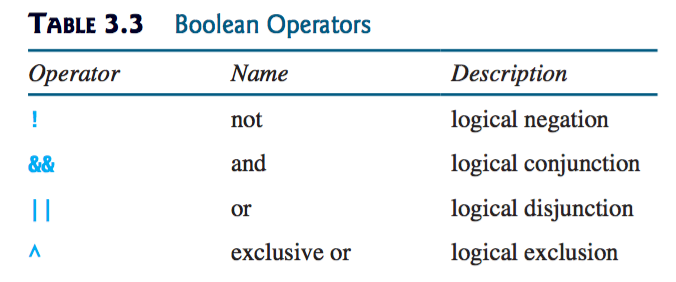 TABLE 3.3 Boolean Operators
Operator Name Description
! not logical negation
&& and logical conjunction
|| or logical disjunction
^ exclusive or logical exclusion